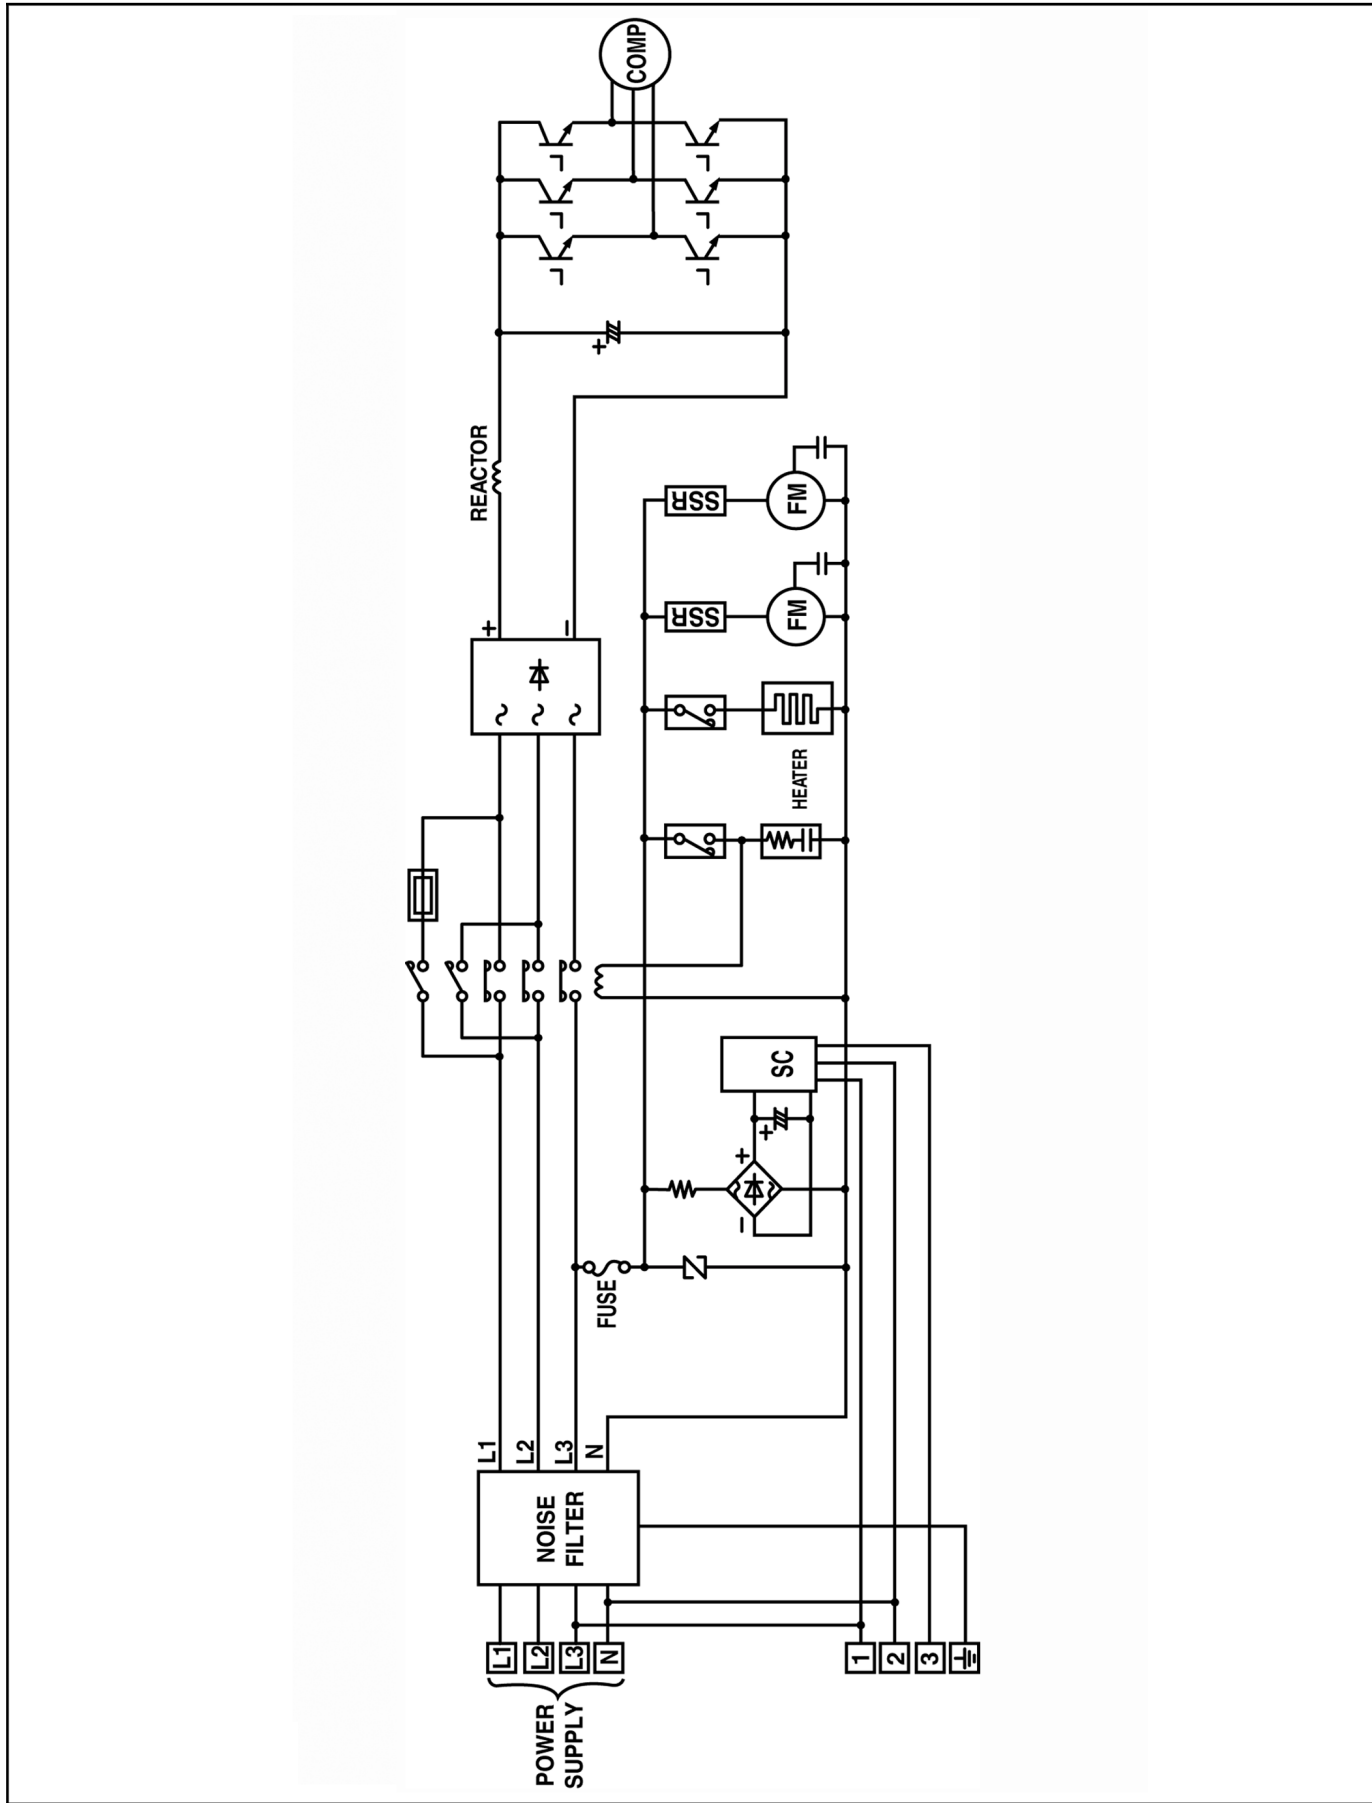 COMP
REACTOR
+
+
−
SSR
FM
SSR
FM
HEATER
SC
+
+
−
FUSE
L1
L2
L3
N
NOISE
FILTER
L1
L2
L3
N
POWER
SUPPLY
1
2
3